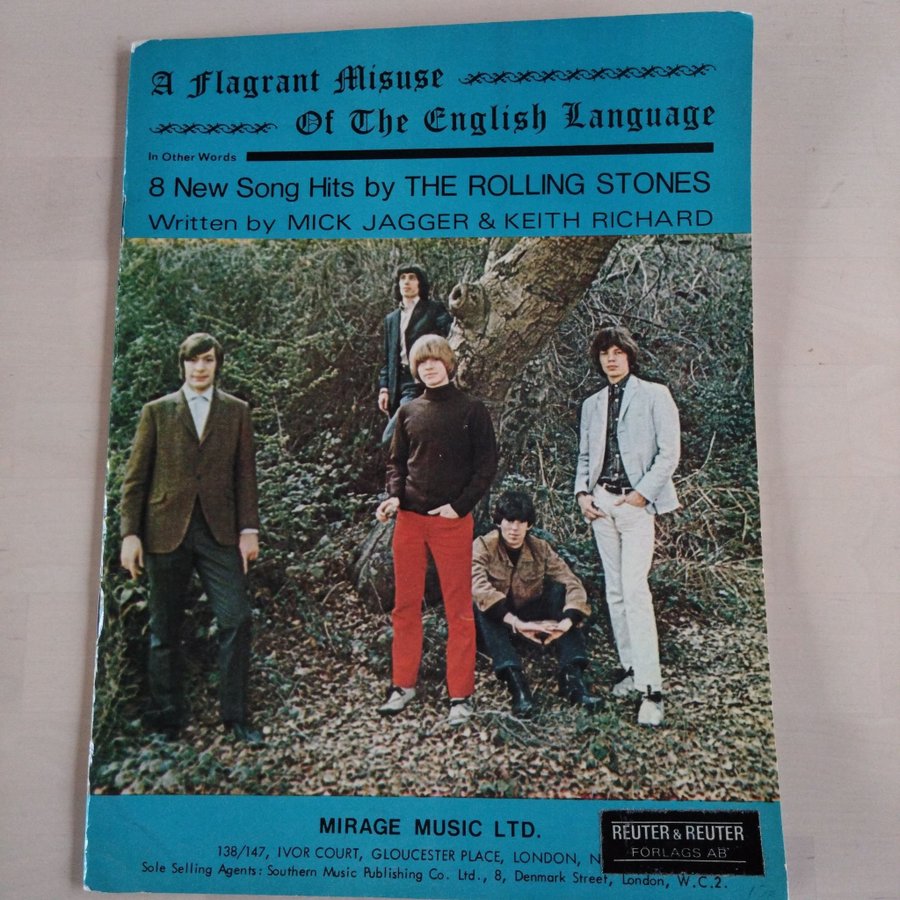 A Flagrant Misuse
Of The English Language
In Other Words
8 New Song Hits by THE ROLLING STONES
Written by MICK JAGGER & KEITH RICHARD
MIRAGE MUSIC LTD.
138/147, IVOR COURT, GLOUCESTER PLACE, LONDON,
Sole Selling Agents: Southern Music Publishing Co. Ltd., 8, Denmark Street, London, W.C.2.
REUTER & REUTER
FÖRLAGS AB